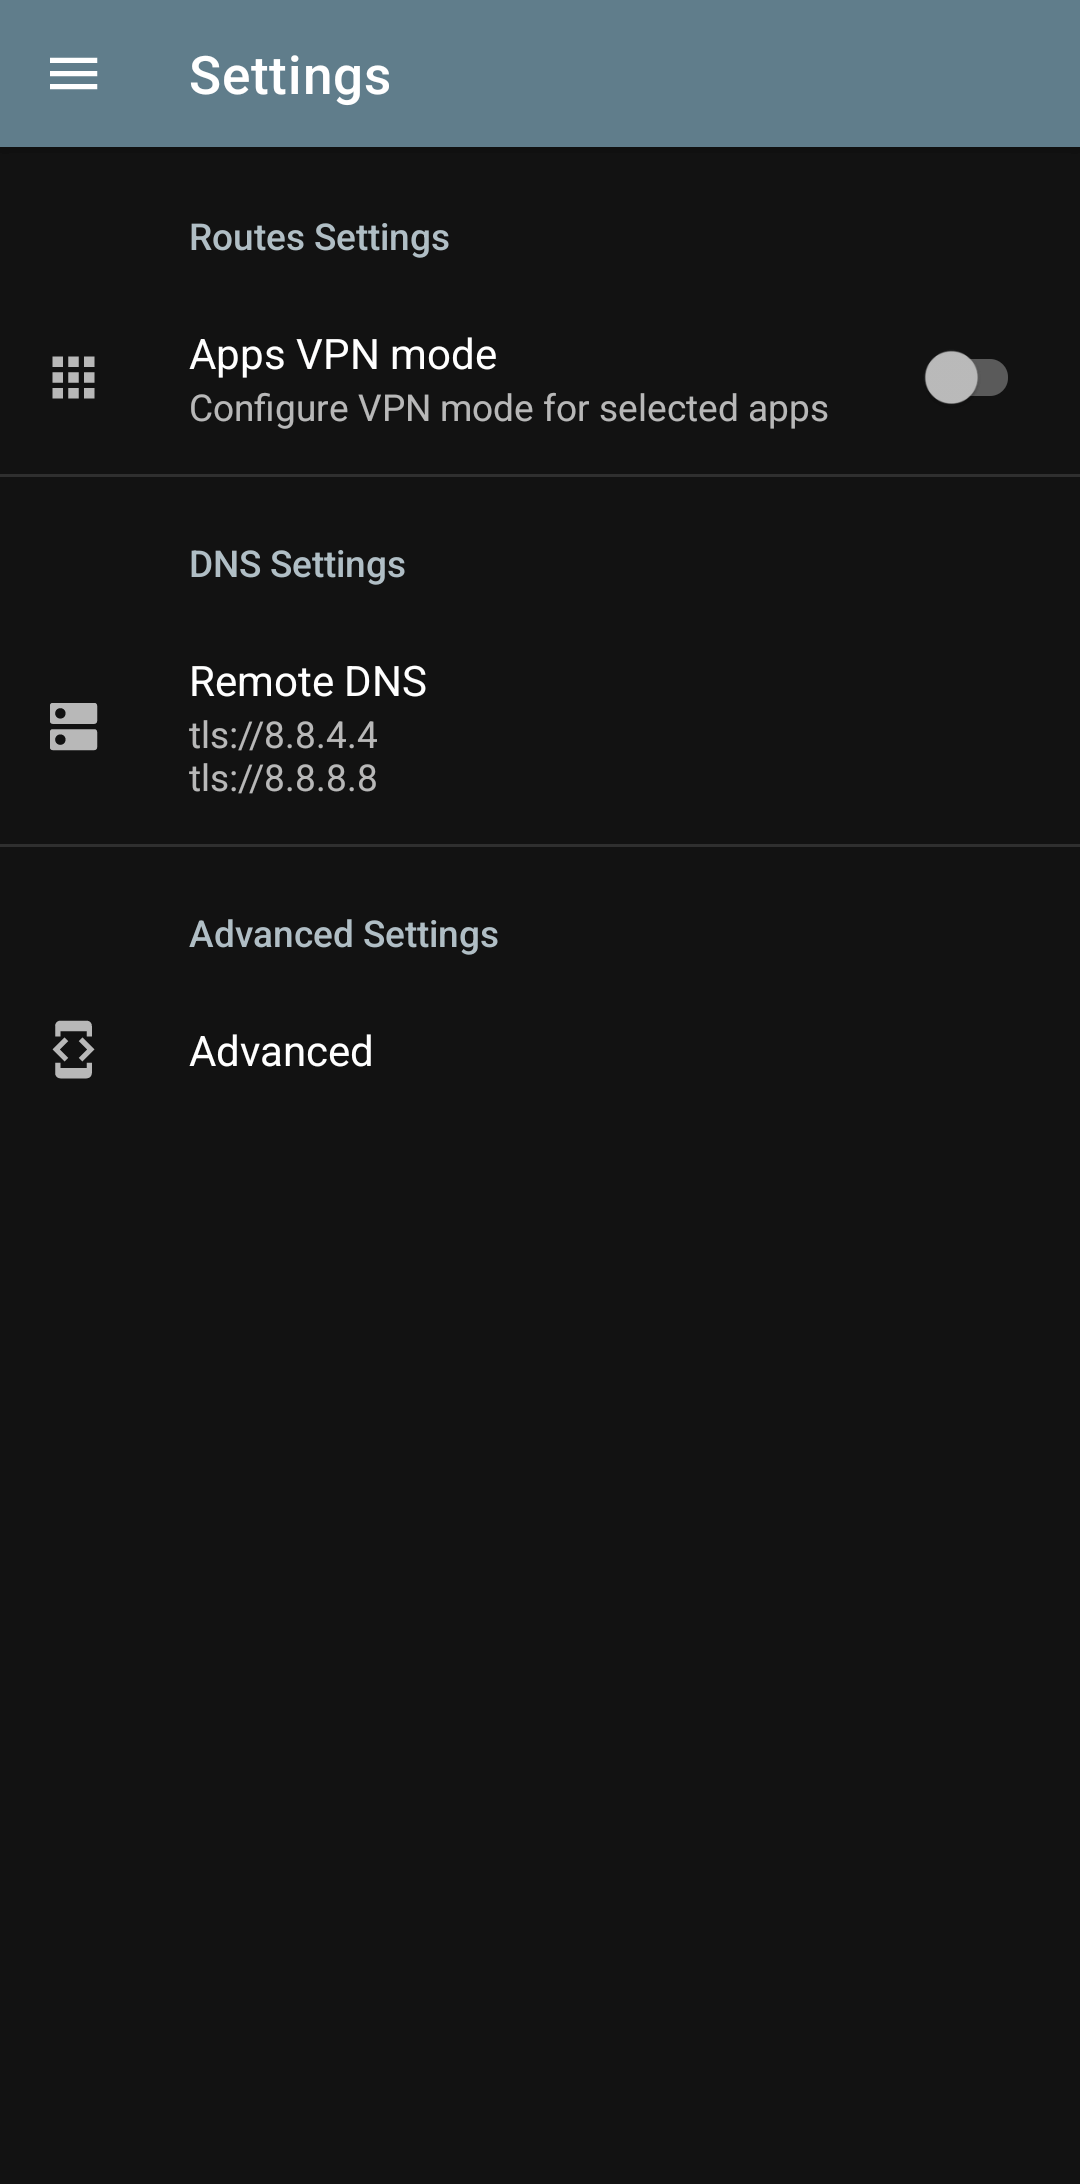 Settings
Routes Settings
Apps VPN mode
Configure VPN mode for selected apps
DNS Settings
Remote DNS
tls://8.8.4.4
tls://8.8.8.8
Advanced Settings
Advanced